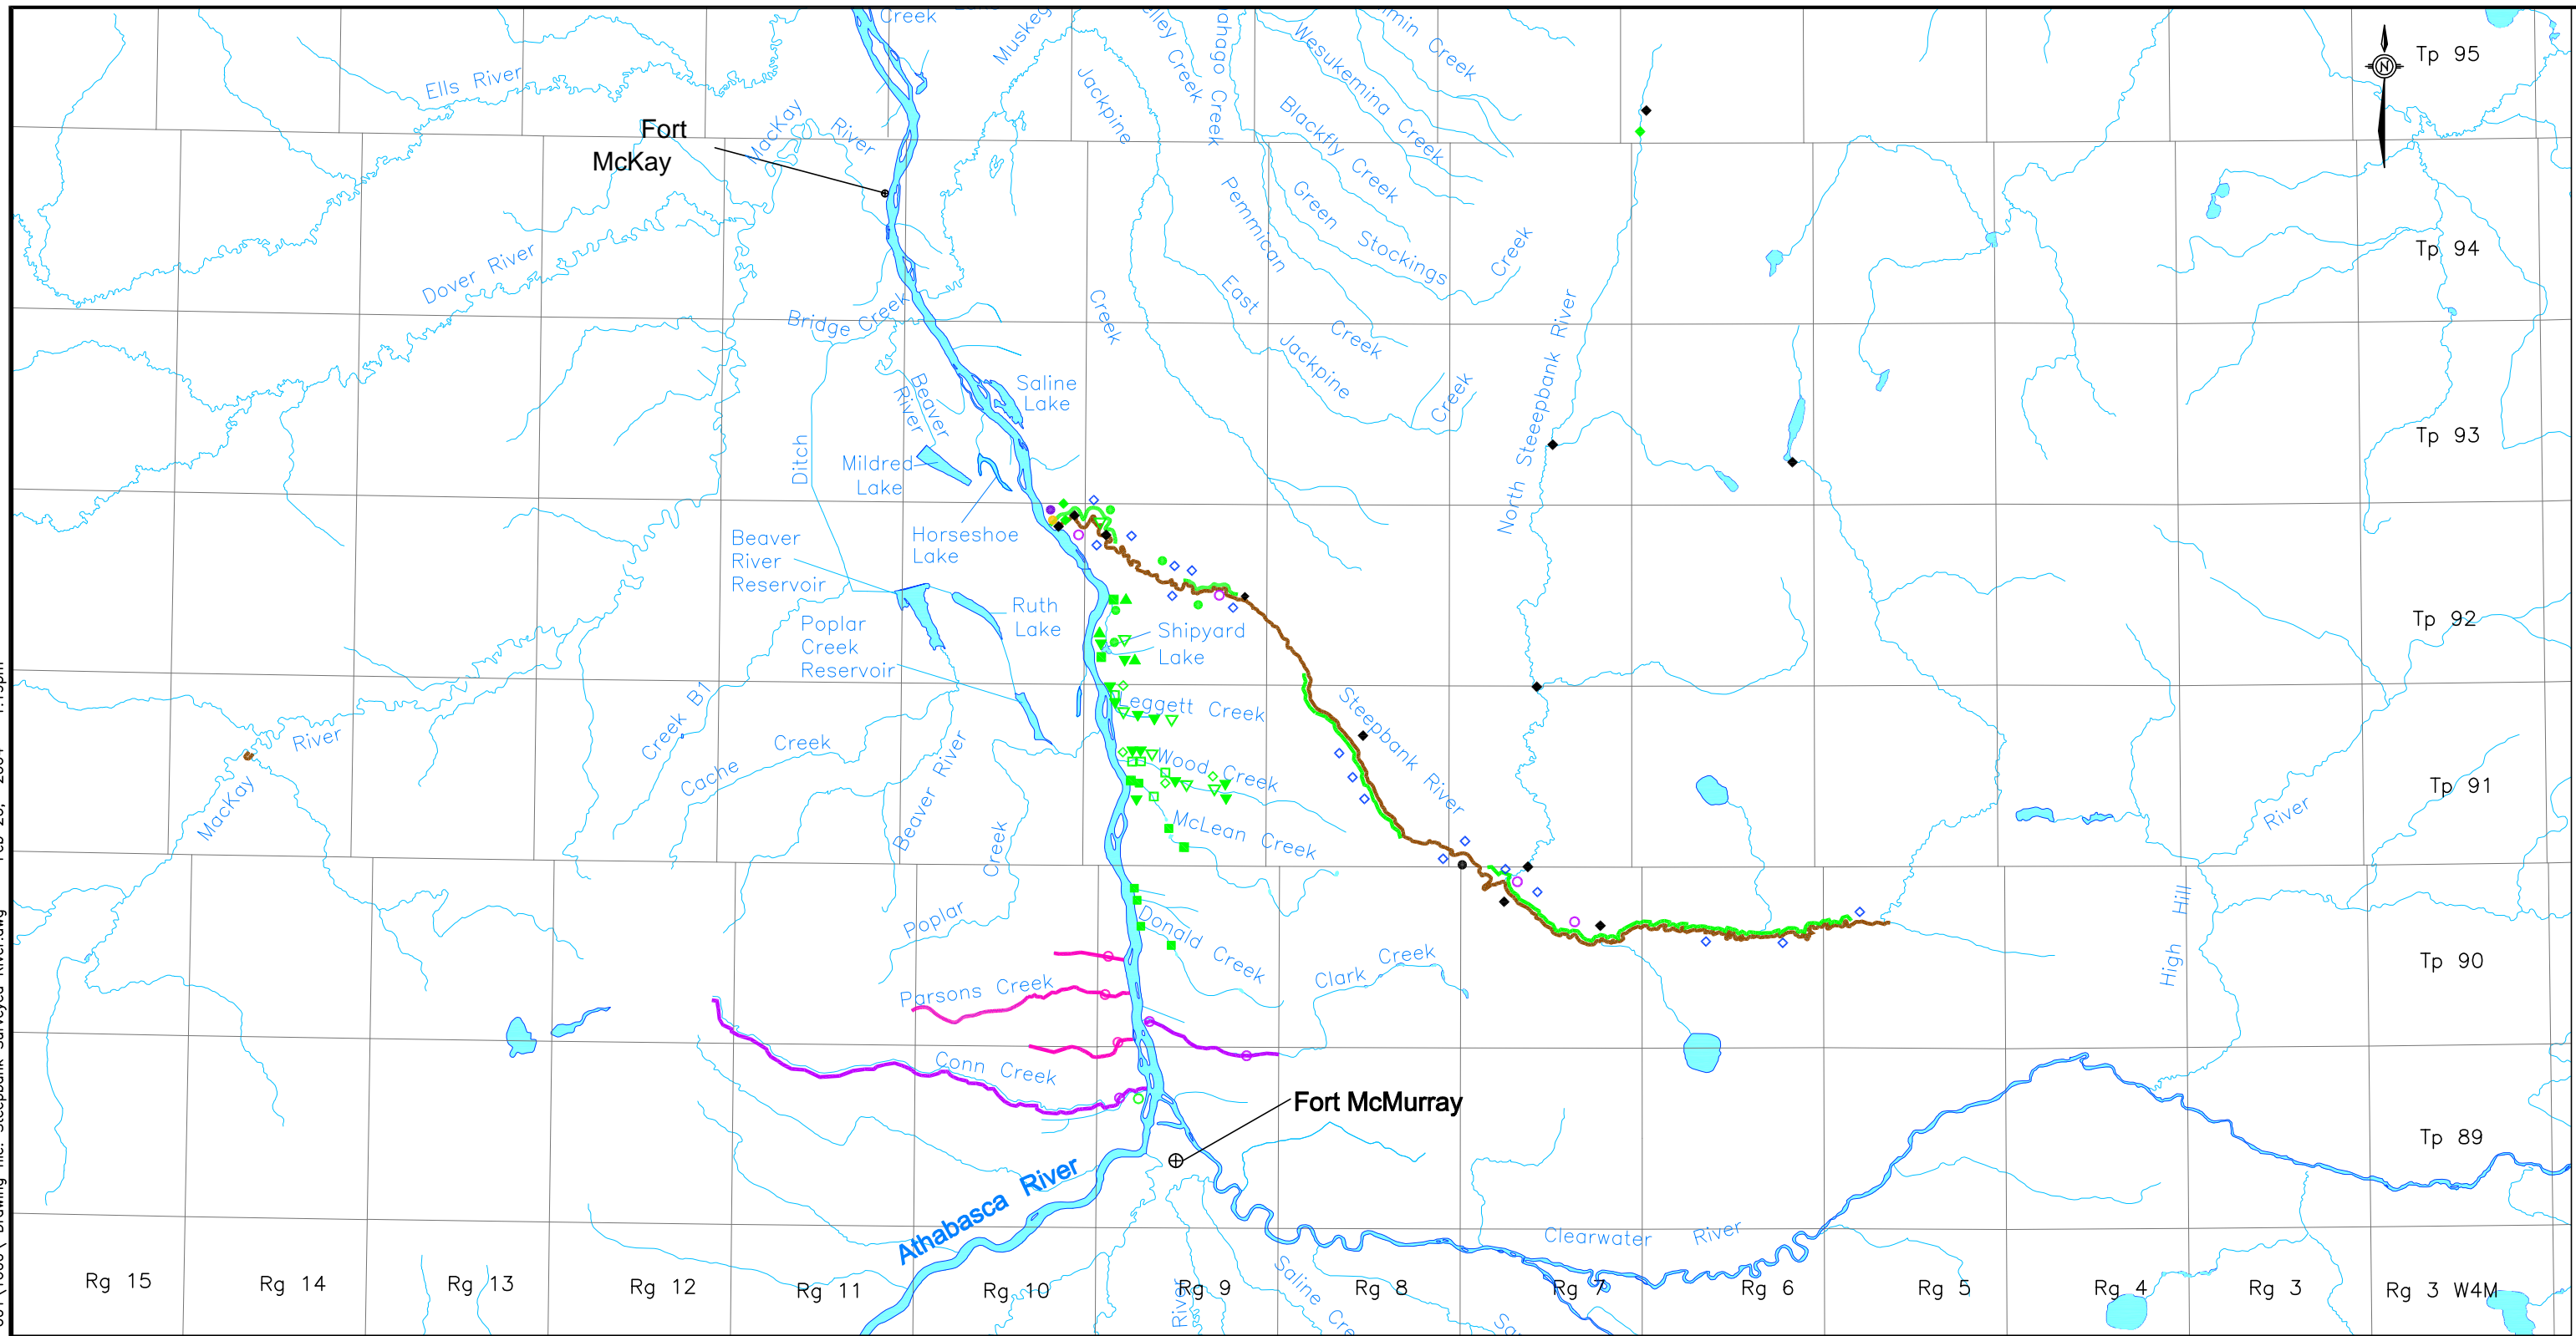 Creek
Muskeg
Jackpine
Creek
Wesukemina Creek
Creek
Ells River
Blackfly Creek
Tp 95
N
Fort
McKay
MacKay River
Green Stockings
Creek
Pemmican
Creek
Tp 94
Dover River
Bridge Creek
Creek
East
Jackpine
Creek
North Steepbank River
Saline
Lake
Beaver
River
Ditch
Mildred
Lake
Tp 93
Horseshoe
Lake
Beaver
River
Reservoir
Ruth
Lake
Poplar
Creek
Reservoir
Shipyard
Lake
Tp 92
Leggett Creek
Steepbank River
MacKay River
Creek B1
Cache Creek
Beaver River
Wood Creek
McLean Creek
River
Tp 91
High Hill
Poplar Creek
Donald Creek
Parsons Creek
Clark Creek
Tp 90
Conn Creek
Fort McMurray
Tp 89
Athabasca River
Clearwater River
River
Rg 15
Rg 14
Rg 13
Rg 12
Rg 11
Rg 10
Rg 9
Rg 8
Rg 7
Rg 6
Rg 5
Rg 4
Rg 3
Rg 3 W4M